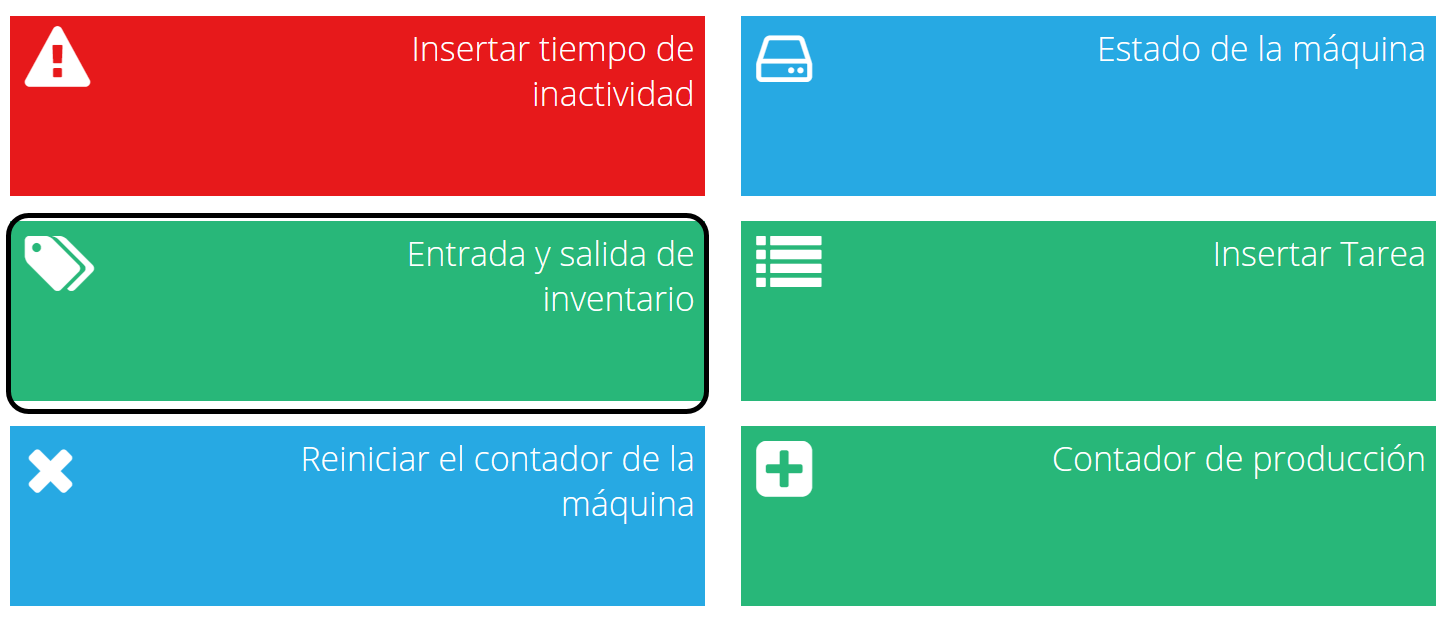 Insertar tiempo de
inactividad
Estado de la máquina
Entrada y salida de
inventario
Insertar Tarea
Reiniciar el contador de la
máquina
Contador de producción